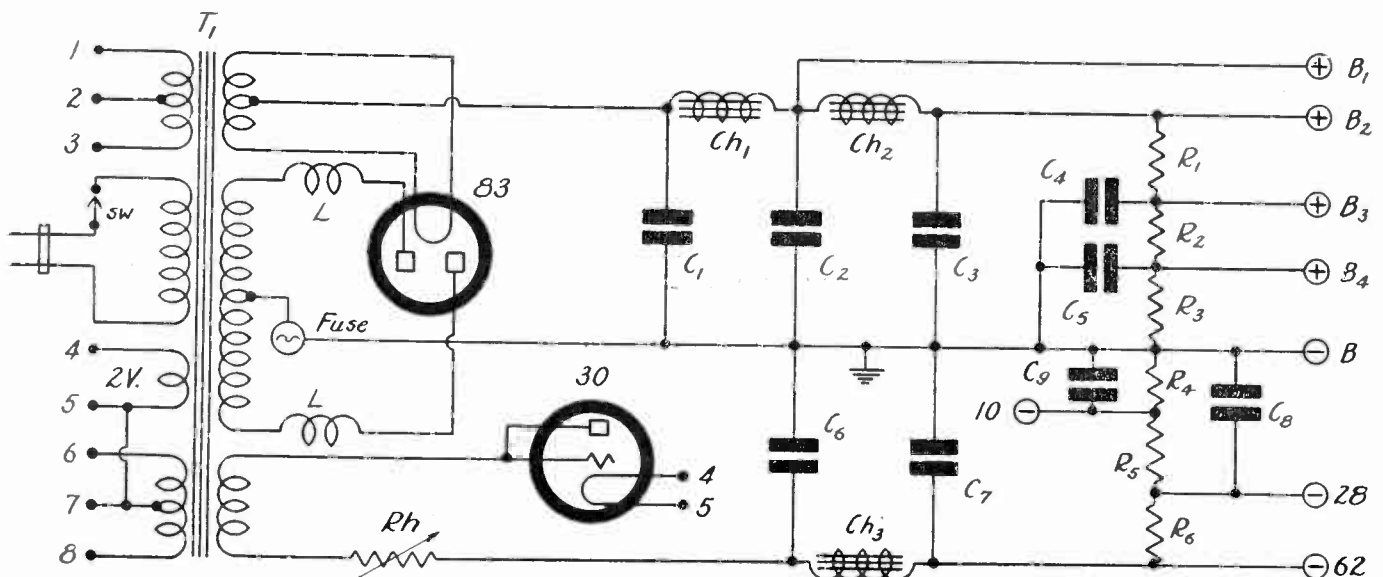 T1
1
2
3
SW
4
2V.
5
6
7
8
L
83
Fuse
L
30
4
5
Rh
Ch1
Ch2
Ch3
C1
C2
C3
C4
C5
C6
C7
C8
C9
R1
R2
R3
R4
R5
R6
10
+ B1
+ B2
+ B3
+ B4
- B
- 28
- 62